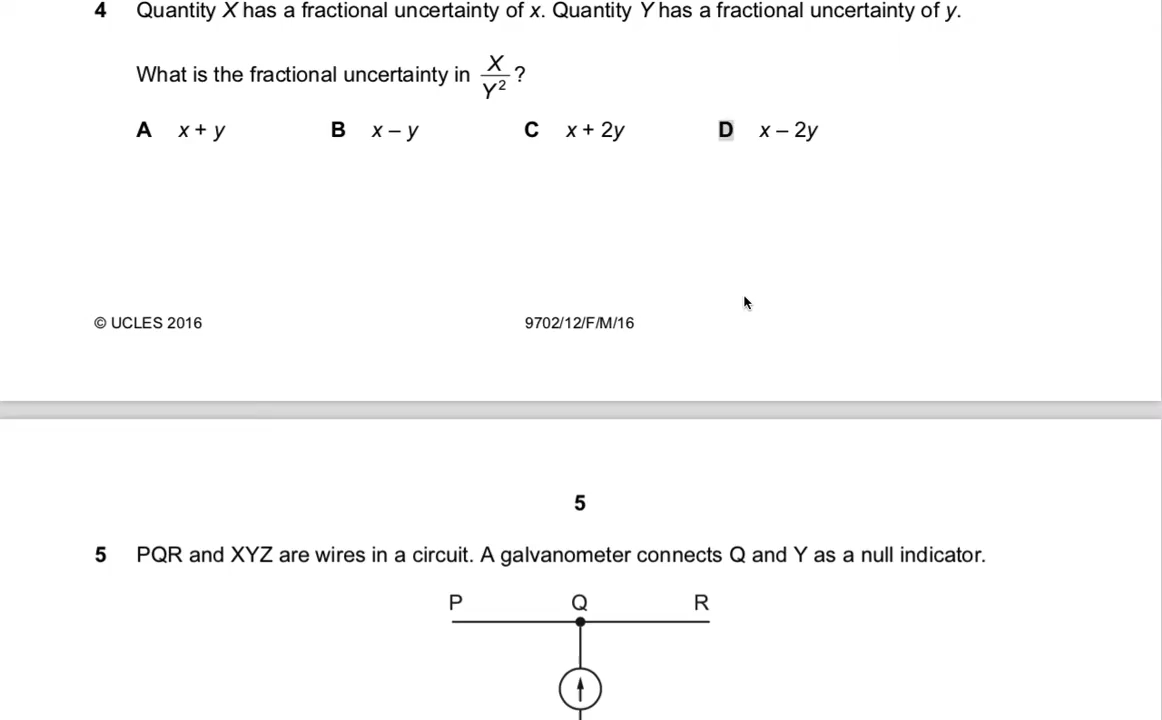 4 Quantity X has a fractional uncertainty of x. Quantity Y has a fractional uncertainty of y.
What is the fractional uncertainty in X/Y² ?
A x + y B x – y C x + 2y D x – 2y
© UCLES 2016 9702/12/F/M/16
5
5 PQR and XYZ are wires in a circuit. A galvanometer connects Q and Y as a null indicator.
P Q R